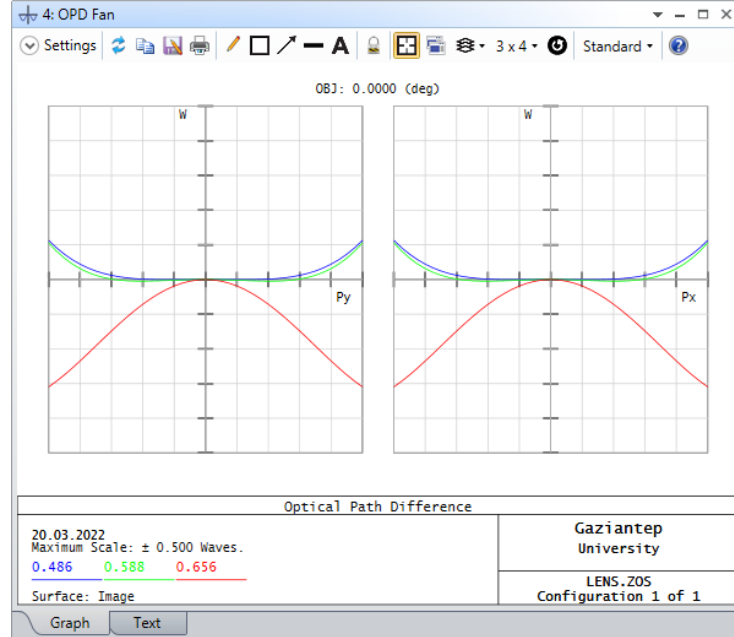 4: OPD Fan
Settings A 3 x 4 Standard
OBJ: 0.0000 (deg)
W W
Py Px
Optical Path Difference
20.03.2022
Maximum Scale: ± 0.500 Waves.
0.486 0.588 0.656
Surface: Image
Gaziantep
University
LENS.ZOS
Configuration 1 of 1
Graph Text